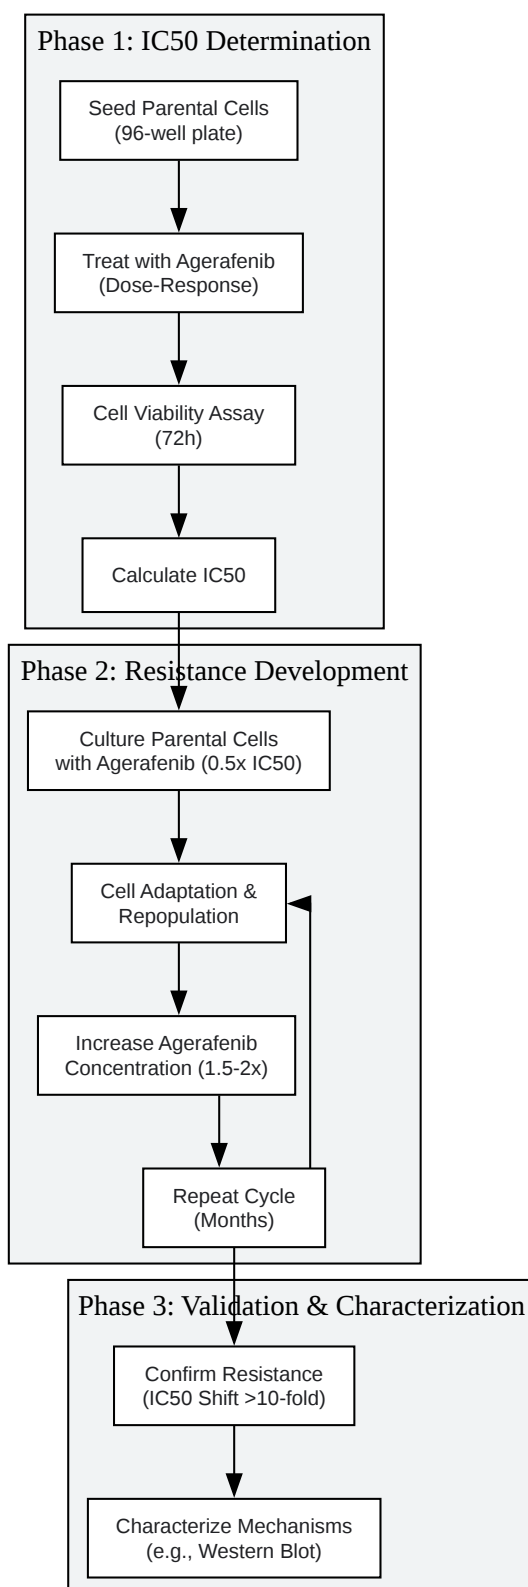 Phase 1: IC50 Determination
Seed Parental Cells
(96-well plate)
Treat with Agerafenib
(Dose-Response)
Cell Viability Assay
(72h)
Calculate IC50
Phase 2: Resistance Development
Culture Parental Cells
with Agerafenib (0.5x IC50)
Cell Adaptation &
Repopulation
Increase Agerafenib
Concentration (1.5-2x)
Repeat Cycle
(Months)
Phase 3: Validation & Characterization
Confirm Resistance
(IC50 Shift >10-fold)
Characterize Mechanisms
(e.g., Western Blot)